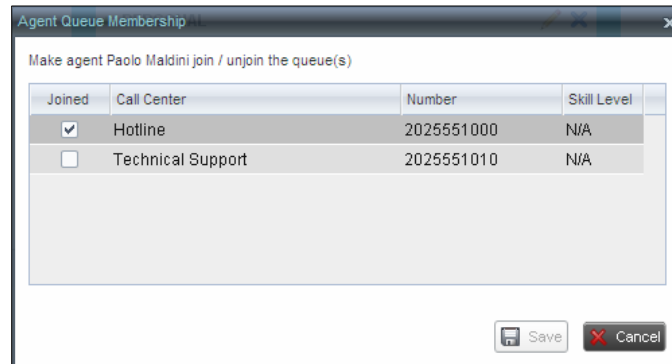 Agent Queue Membership
Make agent Paolo Maldini join / unjoin the queue(s)
Joined Call Center Number Skill Level
Hotline 2025551000 N/A
Technical Support 2025551010 N/A
Save Cancel